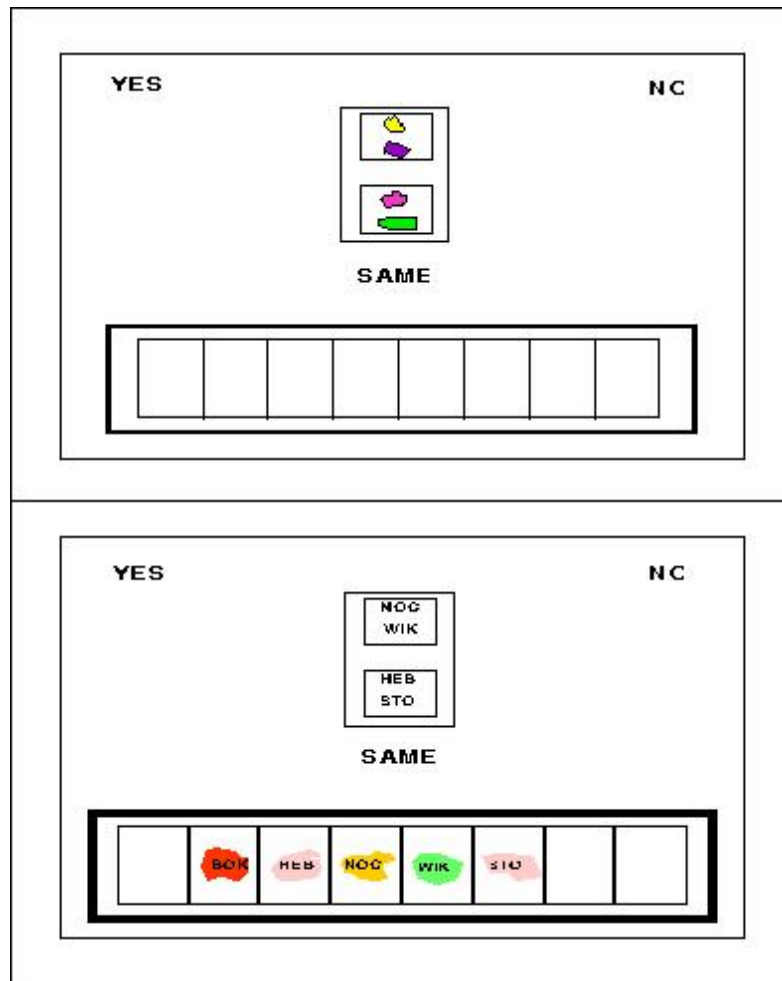 YES NC
SAME
YES NC
NOG
WIK
HEB
STO
SAME
BOK HEB NOG WIK STO